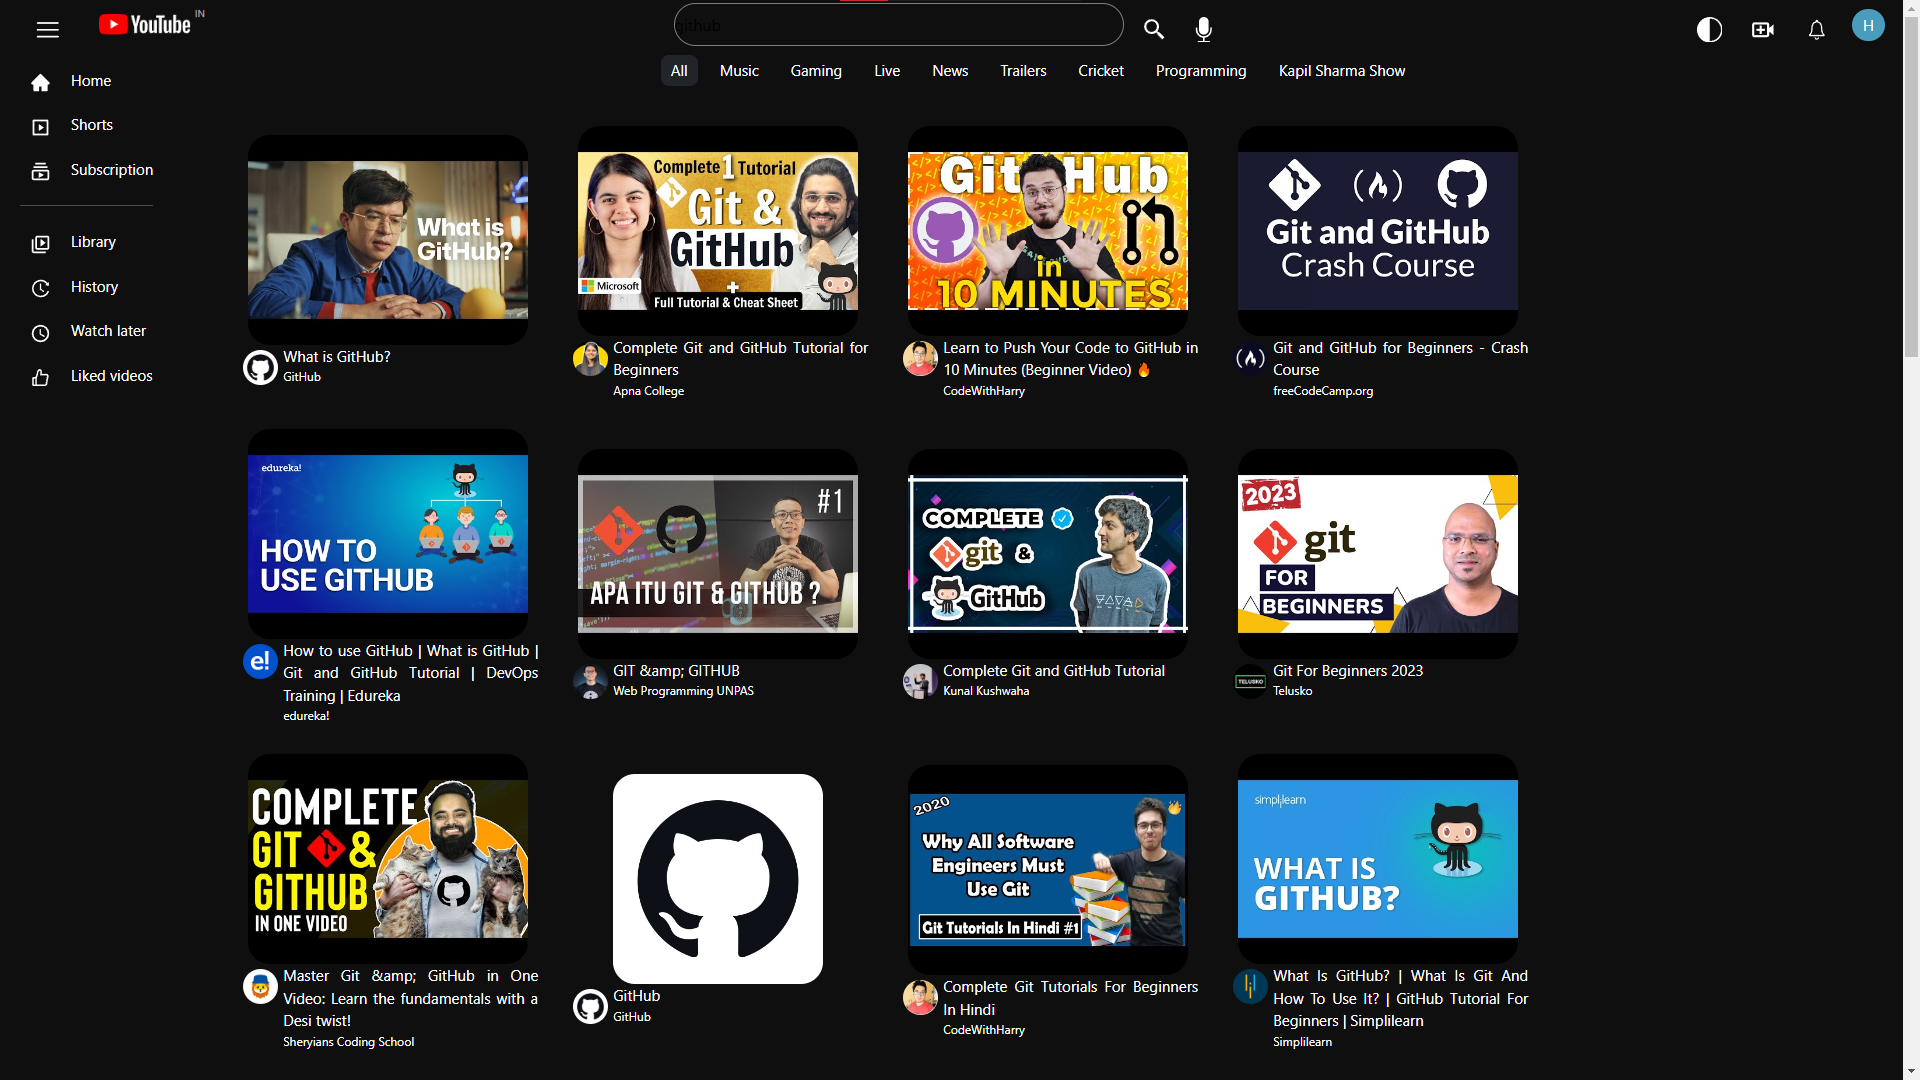 YouTube IN
github
H
All Music Gaming Live News Trailers Cricket Programming Kapil Sharma Show
Home
Shorts
Subscription
Library
History
Watch later
Liked videos
What is
GitHub?
What is GitHub?
GitHub
Complete 1 Tutorial
Git &
GitHub
Microsoft
+
Full Tutorial & Cheat Sheet
Complete Git and GitHub Tutorial for
Beginners
Apna College
GitHub
in
10 MINUTES
Learn to Push Your Code to GitHub in
10 Minutes (Beginner Video) 🔥
CodeWithHarry
Git and GitHub
Crash Course
Git and GitHub for Beginners - Crash
Course
freeCodeCamp.org
edureka!
HOW TO
USE GITHUB
e!
How to use GitHub | What is GitHub |
Git and GitHub Tutorial | DevOps
Training | Edureka
edureka!
#1
APA ITU GIT & GITHUB ?
GIT &amp; GITHUB
Web Programming UNPAS
COMPLETE
git &
GitHub
Complete Git and GitHub Tutorial
Kunal Kushwaha
2023
git
FOR
BEGINNERS
TELUSKO
Git For Beginners 2023
Telusko
COMPLETE
GIT &
GITHUB
IN ONE VIDEO
Master Git &amp; GitHub in One
Video: Learn the fundamentals with a
Desi twist!
Sheryians Coding School
GitHub
GitHub
2020
Why All Software
Engineers Must
Use Git
Git Tutorials In Hindi #1
Complete Git Tutorials For Beginners
In Hindi
CodeWithHarry
simplilearn
WHAT IS
GITHUB?
What Is GitHub? | What Is Git And
How To Use It? | GitHub Tutorial For
Beginners | Simplilearn
Simplilearn